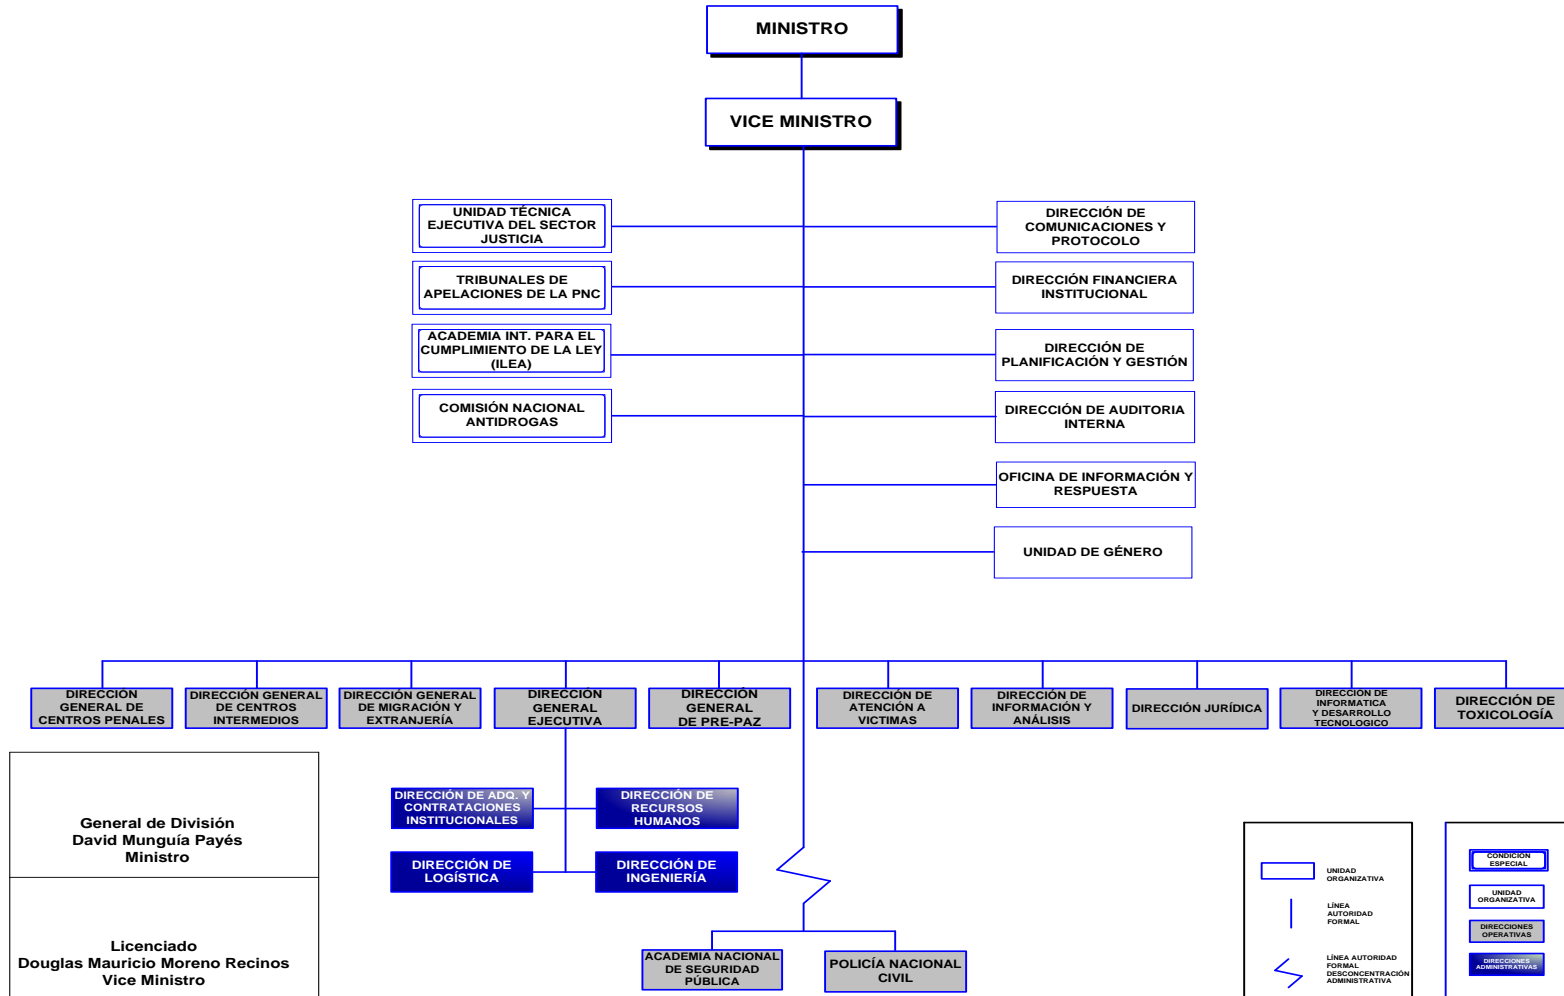 MINISTRO
VICE MINISTRO
UNIDAD TÉCNICA
EJECUTIVA DEL SECTOR
JUSTICIA
DIRECCIÓN DE
COMUNICACIONES Y
PROTOCOLO
TRIBUNALES DE
APELACIONES DE LA PNC
DIRECCIÓN FINANCIERA
INSTITUCIONAL
ACADEMIA INT. PARA EL
CUMPLIMIENTO DE LA LEY
(ILEA)
DIRECCIÓN DE
PLANIFICACIÓN Y GESTIÓN
COMISIÓN NACIONAL
ANTIDROGAS
DIRECCIÓN DE AUDITORIA
INTERNA
OFICINA DE INFORMACIÓN Y
RESPUESTA
UNIDAD DE GÉNERO
DIRECCIÓN
GENERAL DE
CENTROS PENALES
DIRECCIÓN GENERAL
DE CENTROS
INTERMEDIOS
DIRECCIÓN GENERAL
DE MIGRACIÓN Y
EXTRANJERÍA
DIRECCIÓN
GENERAL
EJECUTIVA
DIRECCIÓN
GENERAL
DE PRE-PAZ
DIRECCIÓN DE
ATENCIÓN A
VICTIMAS
DIRECCIÓN DE
INFORMACIÓN Y
ANÁLISIS
DIRECCIÓN JURÍDICA
DIRECCIÓN DE
INFORMATICA
Y DESARROLLO
TECNOLOGICO
DIRECCIÓN DE
TOXICOLOGÍA
DIRECCIÓN DE ADQ. Y
CONTRATACIONES
INSTITUCIONALES
DIRECCIÓN DE
RECURSOS
HUMANOS
DIRECCIÓN DE
LOGÍSTICA
DIRECCIÓN DE
INGENIERÍA
General de División
David Munguía Payés
Ministro
Licenciado
Douglas Mauricio Moreno Recinos
Vice Ministro
ACADEMIA NACIONAL
DE SEGURIDAD
PÚBLICA
POLICÍA NACIONAL
CIVIL
UNIDAD
ORGANIZATIVA
LÍNEA
AUTORIDAD
FORMAL
LÍNEA AUTORIDAD
FORMAL
DESCONCENTRACIÓN
ADMINISTRATIVA
CONDICION
ESPECIAL
UNIDAD
ORGANIZATIVA
DIRECCIONES
OPERATIVAS
DIRECCIONES
ADMINISTRATIVAS